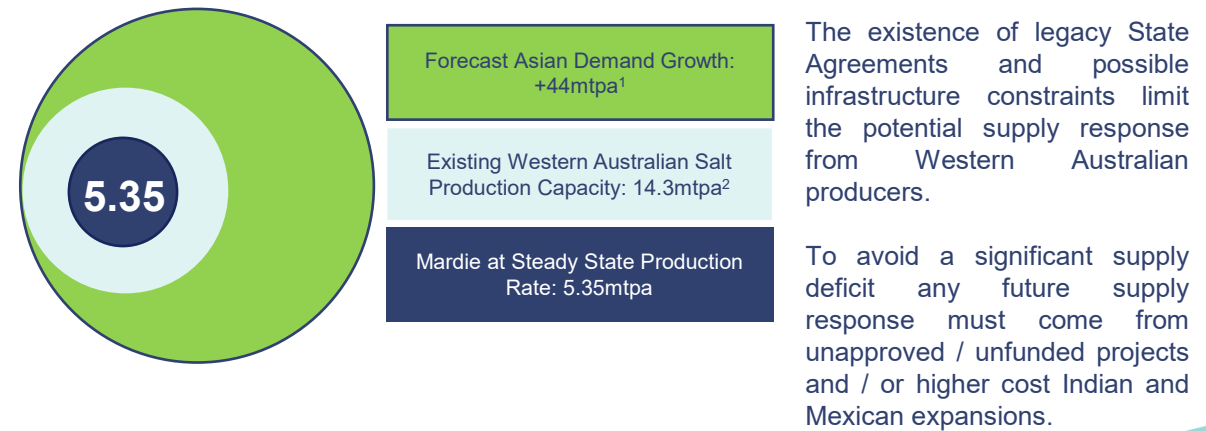 5.35
Forecast Asian Demand Growth:
+44mtpa¹
Existing Western Australian Salt
Production Capacity: 14.3mtpa²
Mardie at Steady State Production
Rate: 5.35mtpa
The existence of legacy State
Agreements and possible
infrastructure constraints limit
the potential supply response
from Western Australian
producers.
To avoid a significant supply
deficit any future supply
response must come from
unapproved / unfunded projects
and / or higher cost Indian and
Mexican expansions.